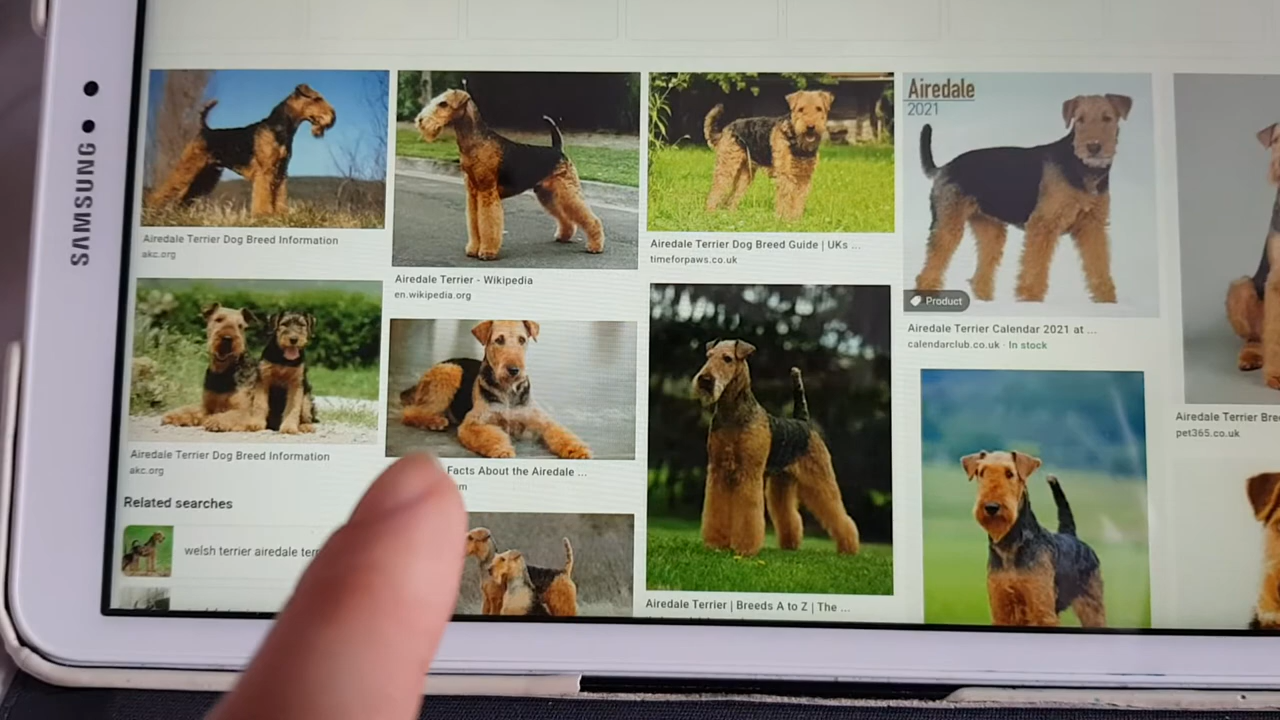 SAMSUNG
Airedale
2021
Airedale Terrier Dog Breed Information
akc.org
Airedale Terrier - Wikipedia
en.wikipedia.org
Airedale Terrier Dog Breed Guide | UKs ...
timeforpaws.co.uk
Product
Airedale Terrier Calendar 2021 at ...
calendarclub.co.uk · In stock
Airedale Terrier Bre
pet365.co.uk
Airedale Terrier Dog Breed Information
akc.org
Facts About the Airedale ...
Airedale Terrier | Breeds A to Z | The ...
Related searches
welsh terrier airedale